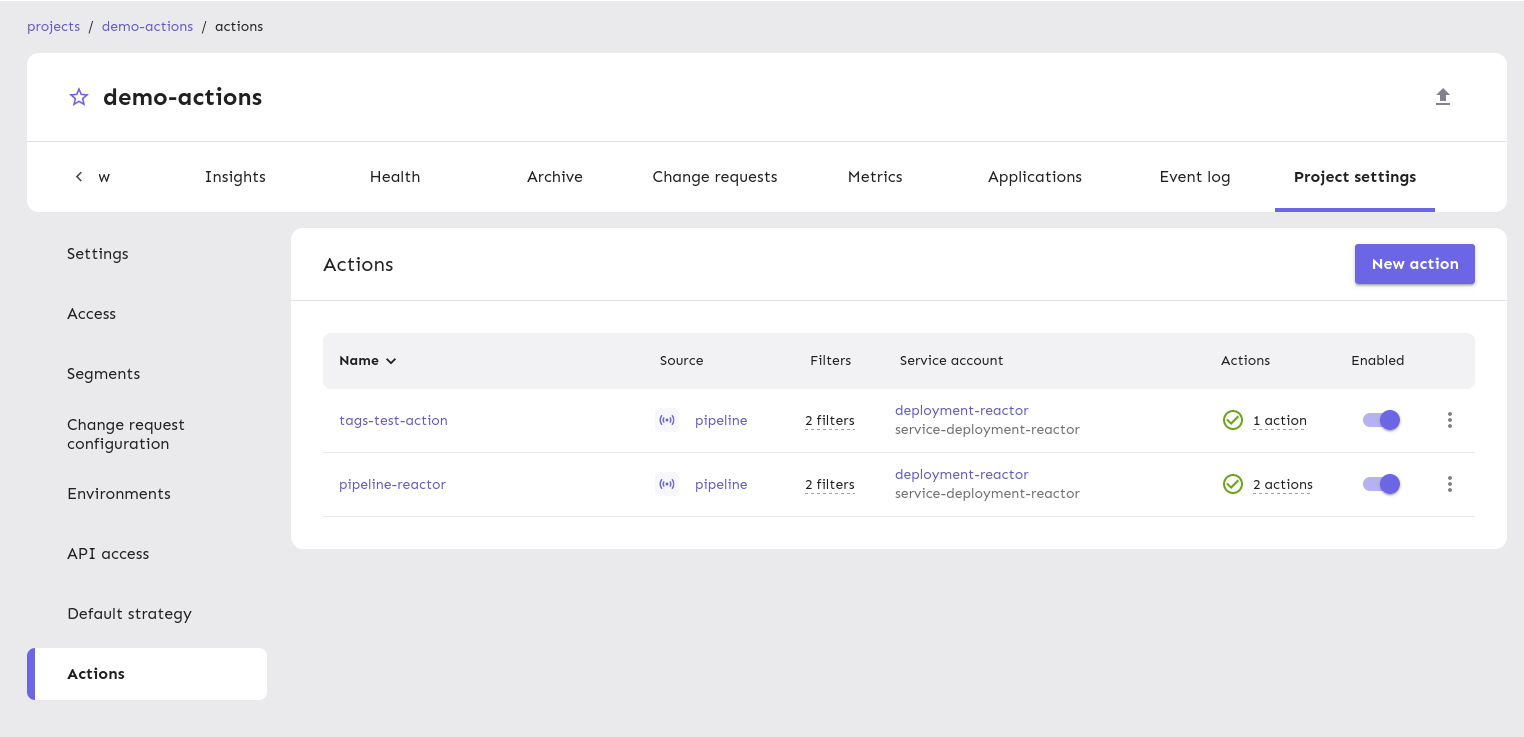 projects / demo-actions / actions
demo-actions
w Insights Health Archive Change requests Metrics Applications Event log Project settings
Settings
Access
Segments
Change request
configuration
Environments
API access
Default strategy
Actions
Actions
New action
Name Source Filters Service account Actions Enabled
tags-test-action pipeline 2 filters deployment-reactor 1 action
service-deployment-reactor
pipeline-reactor pipeline 2 filters deployment-reactor 2 actions
service-deployment-reactor